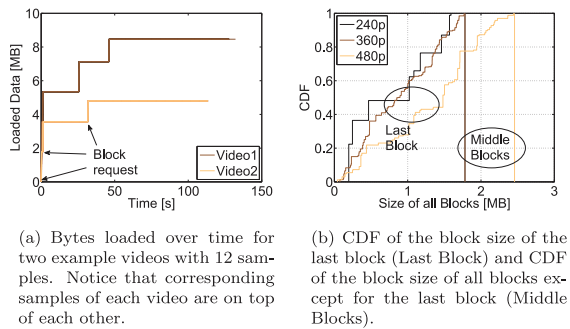 10
8
6
4
2
0
0
50
100
150
Loaded Data [MB]
Time [s]
Block
request
Video1
Video2
1
0.8
0.6
0.4
0.2
0
0
1
2
3
CDF
Size of all Blocks [MB]
240p
360p
480p
Last
Block
Middle
Blocks
(a) Bytes loaded over time for
two example videos with 12 sam-
ples. Notice that corresponding
samples of each video are on top
of each other.
(b) CDF of the block size of the
last block (Last Block) and CDF
of the block size of all blocks ex-
cept for the last block (Middle
Blocks).